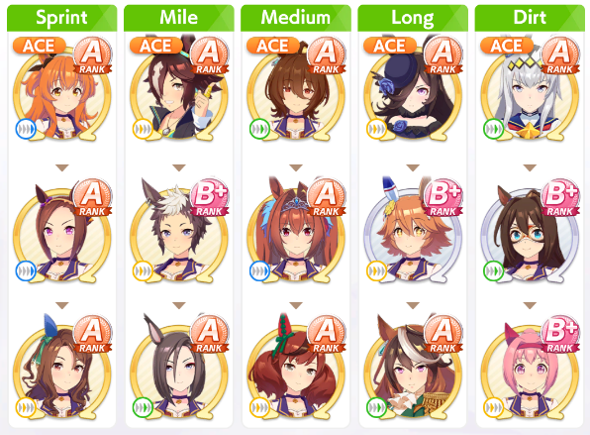 Sprint Mile Medium Long Dirt
ACE A RANK ACE A RANK ACE A RANK ACE A RANK ACE A RANK
A RANK B+ RANK A RANK B+ RANK B+ RANK
A RANK A RANK A RANK A RANK B+ RANK